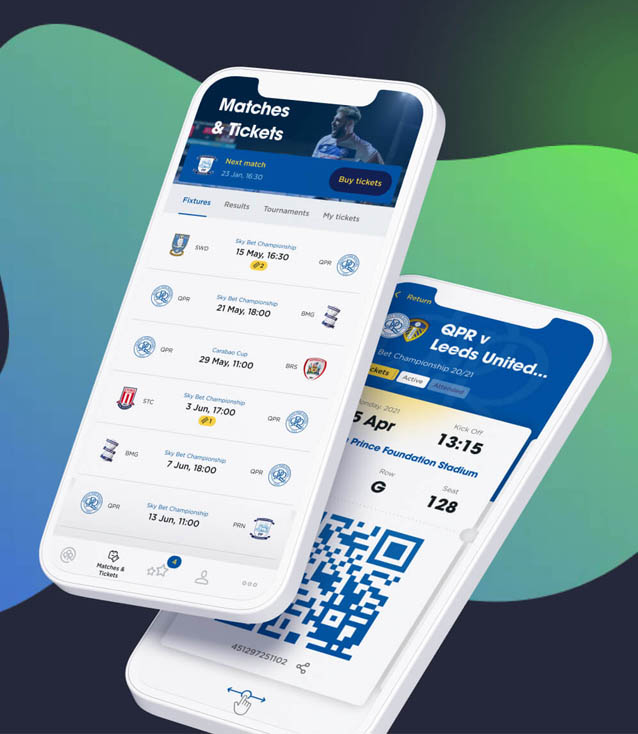 Matches
& Tickets
Next match
23 Jan, 16:30
Buy tickets
Fixtures
Results
Tournaments
My tickets
SWD
Sky Bet Championship
15 May, 16:30
2
QPR
QPR
Sky Bet Championship
21 May, 18:00
BMG
QPR
Carabao Cup
29 May, 11:00
BRS
STC
Sky Bet Championship
3 Jun, 17:00
1
QPR
BMG
Sky Bet Championship
7 Jun, 18:00
QPR
QPR
Sky Bet Championship
13 Jun, 11:00
PRN
Matches &
Tickets
4
Return
QPR v
Leeds United...
Bet Championship 20/21
Active
Attended
2021
5 Apr
Kick Off
13:15
Prince Foundation Stadium
Row
G
Seat
128
451297251102